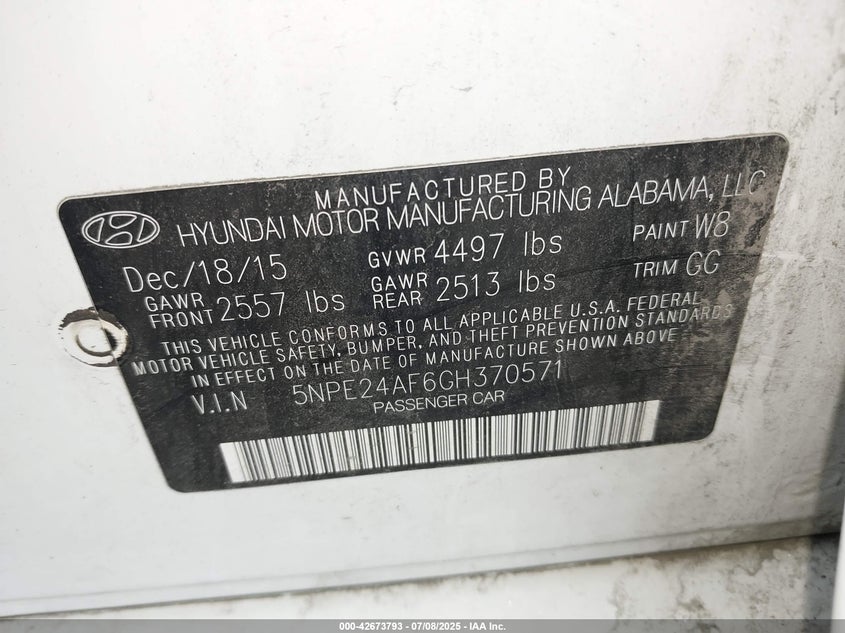 MANUFACTURED BY
HYUNDAI MOTOR MANUFACTURING ALABAMA, LLC
Dec/18/15 GVWR 4497 lbs PAINT W8
GAWR FRONT 2557 lbs GAWR REAR 2513 lbs TRIM GG
THIS VEHICLE CONFORMS TO ALL APPLICABLE U.S.A. FEDERAL
MOTOR VEHICLE SAFETY, BUMPER, AND THEFT PREVENTION STANDARDS
IN EFFECT ON THE DATE OF MANUFACTURE SHOWN ABOVE
V.I.N 5NPE24AF6GH370571
PASSENGER CAR
000-42673793 - 07/08/2025 - IAA Inc.